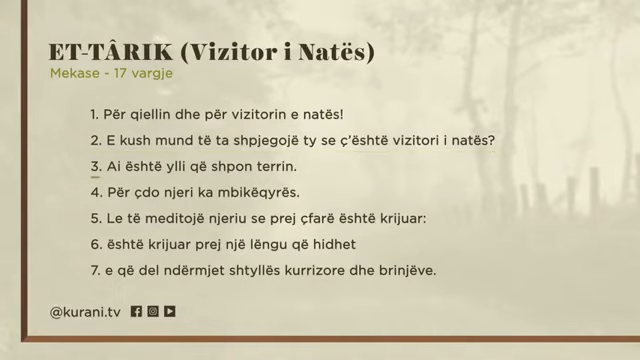 ET-TÂRIK (Vizitor i Natës)
Mekase - 17 vargje
1. Për qiellin dhe për vizitorin e natës!
2. E kush mund të ta shpjegojë ty se ç'është vizitori i natës?
3. Ai është ylli që shpon terrin.
4. Për çdo njeri ka mbikëqyrës.
5. Le të meditojë njeriu se prej çfarë është krijuar:
6. është krijuar prej një lëngu që hidhet
7. e që del ndërmjet shtyllës kurrizore dhe brinjëve.
@kurani.tv